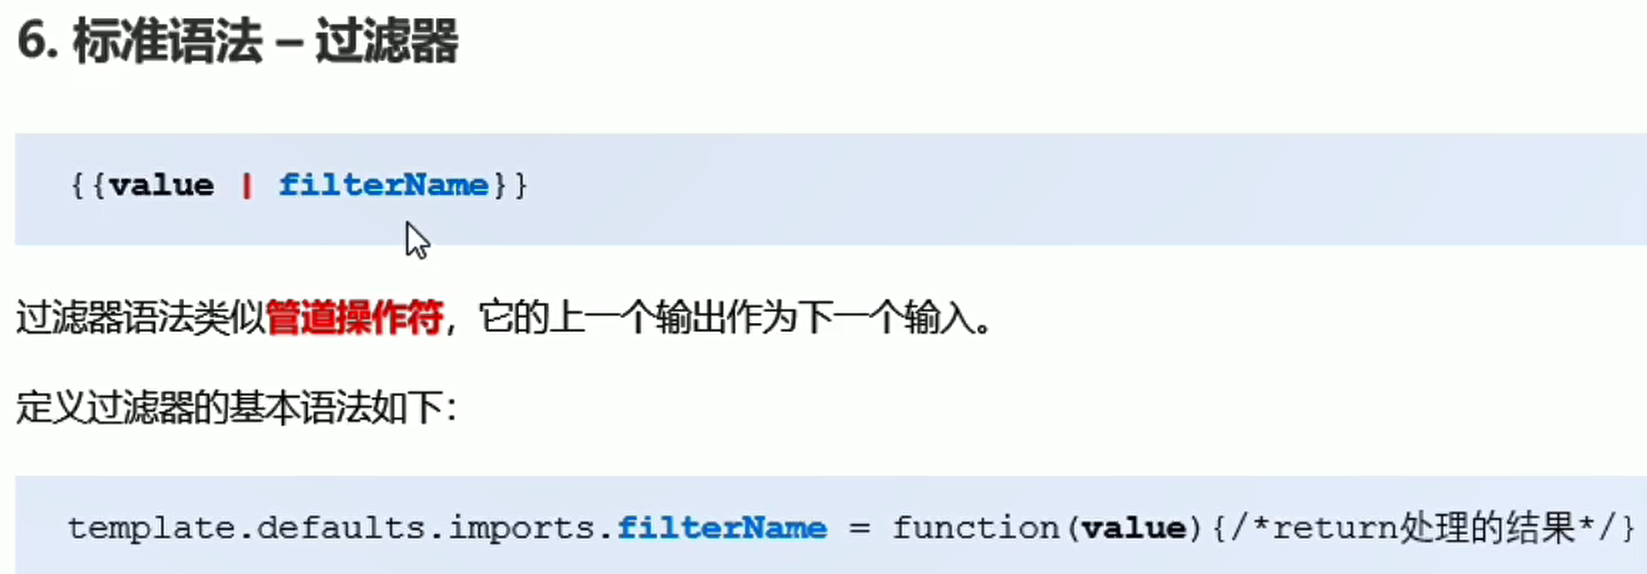 6. 标准语法 – 过滤器
{{value | filterName}}
过滤器语法类似管道操作符，它的上一个输出作为下一个输入。
定义过滤器的基本语法如下：
template.defaults.imports.filterName = function(value){/*return处理的结果*/}